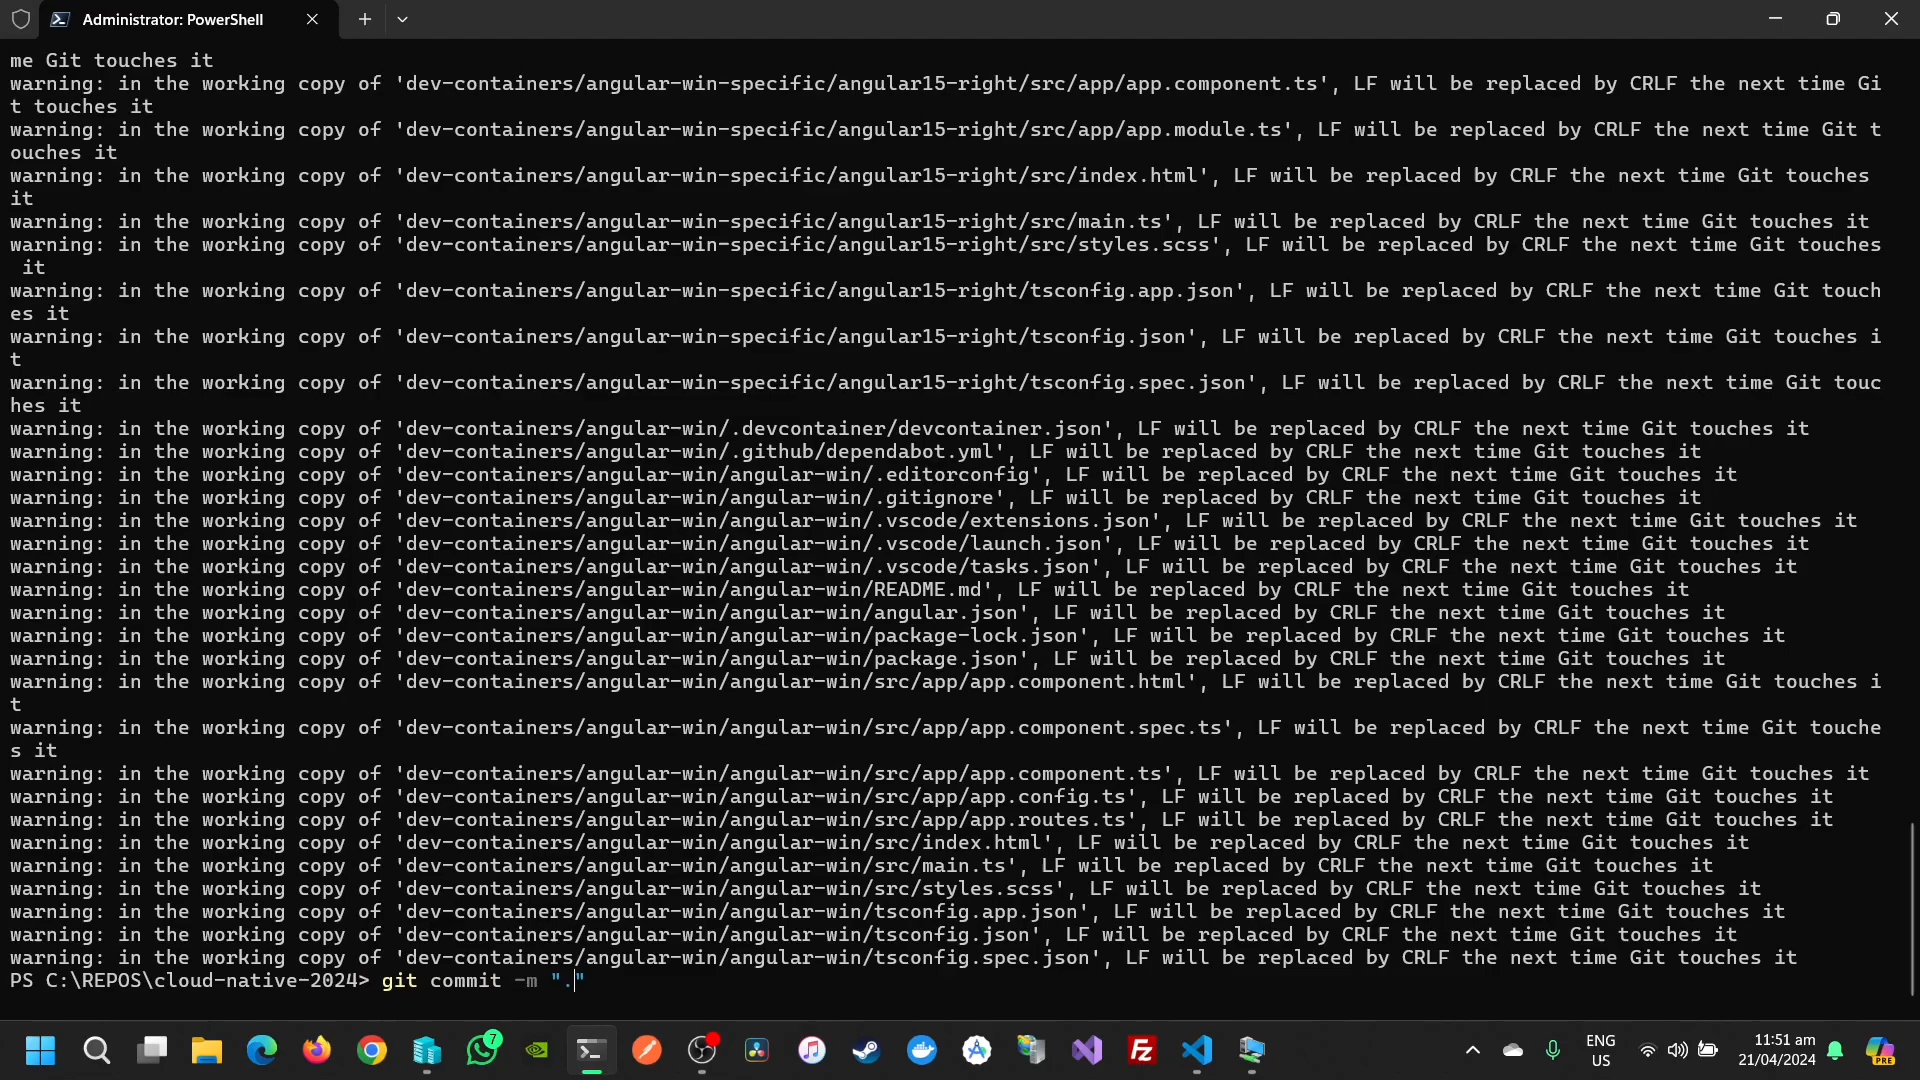 Administrator: PowerShell
me Git touches it
warning: in the working copy of 'dev-containers/angular-win-specific/angular15-right/src/app/app.component.ts', LF will be replaced by CRLF the next time Gi
t touches it
warning: in the working copy of 'dev-containers/angular-win-specific/angular15-right/src/app/app.module.ts', LF will be replaced by CRLF the next time Git t
ouches it
warning: in the working copy of 'dev-containers/angular-win-specific/angular15-right/src/index.html', LF will be replaced by CRLF the next time Git touches
it
warning: in the working copy of 'dev-containers/angular-win-specific/angular15-right/src/main.ts', LF will be replaced by CRLF the next time Git touches it
warning: in the working copy of 'dev-containers/angular-win-specific/angular15-right/src/styles.scss', LF will be replaced by CRLF the next time Git touches
 it
warning: in the working copy of 'dev-containers/angular-win-specific/angular15-right/tsconfig.app.json', LF will be replaced by CRLF the next time Git touch
es it
warning: in the working copy of 'dev-containers/angular-win-specific/angular15-right/tsconfig.json', LF will be replaced by CRLF the next time Git touches i
t
warning: in the working copy of 'dev-containers/angular-win-specific/angular15-right/tsconfig.spec.json', LF will be replaced by CRLF the next time Git touc
hes it
warning: in the working copy of 'dev-containers/angular-win/.devcontainer/devcontainer.json', LF will be replaced by CRLF the next time Git touches it
warning: in the working copy of 'dev-containers/angular-win/.github/dependabot.yml', LF will be replaced by CRLF the next time Git touches it
warning: in the working copy of 'dev-containers/angular-win/angular-win/.editorconfig', LF will be replaced by CRLF the next time Git touches it
warning: in the working copy of 'dev-containers/angular-win/angular-win/.gitignore', LF will be replaced by CRLF the next time Git touches it
warning: in the working copy of 'dev-containers/angular-win/angular-win/.vscode/extensions.json', LF will be replaced by CRLF the next time Git touches it
warning: in the working copy of 'dev-containers/angular-win/angular-win/.vscode/launch.json', LF will be replaced by CRLF the next time Git touches it
warning: in the working copy of 'dev-containers/angular-win/angular-win/.vscode/tasks.json', LF will be replaced by CRLF the next time Git touches it
warning: in the working copy of 'dev-containers/angular-win/angular-win/README.md', LF will be replaced by CRLF the next time Git touches it
warning: in the working copy of 'dev-containers/angular-win/angular-win/angular.json', LF will be replaced by CRLF the next time Git touches it
warning: in the working copy of 'dev-containers/angular-win/angular-win/package-lock.json', LF will be replaced by CRLF the next time Git touches it
warning: in the working copy of 'dev-containers/angular-win/angular-win/package.json', LF will be replaced by CRLF the next time Git touches it
warning: in the working copy of 'dev-containers/angular-win/angular-win/src/app/app.component.html', LF will be replaced by CRLF the next time Git touches i
t
warning: in the working copy of 'dev-containers/angular-win/angular-win/src/app/app.component.spec.ts', LF will be replaced by CRLF the next time Git touche
s it
warning: in the working copy of 'dev-containers/angular-win/angular-win/src/app/app.component.ts', LF will be replaced by CRLF the next time Git touches it
warning: in the working copy of 'dev-containers/angular-win/angular-win/src/app/app.config.ts', LF will be replaced by CRLF the next time Git touches it
warning: in the working copy of 'dev-containers/angular-win/angular-win/src/app/app.routes.ts', LF will be replaced by CRLF the next time Git touches it
warning: in the working copy of 'dev-containers/angular-win/angular-win/src/index.html', LF will be replaced by CRLF the next time Git touches it
warning: in the working copy of 'dev-containers/angular-win/angular-win/src/main.ts', LF will be replaced by CRLF the next time Git touches it
warning: in the working copy of 'dev-containers/angular-win/angular-win/src/styles.scss', LF will be replaced by CRLF the next time Git touches it
warning: in the working copy of 'dev-containers/angular-win/angular-win/tsconfig.app.json', LF will be replaced by CRLF the next time Git touches it
warning: in the working copy of 'dev-containers/angular-win/angular-win/tsconfig.json', LF will be replaced by CRLF the next time Git touches it
warning: in the working copy of 'dev-containers/angular-win/angular-win/tsconfig.spec.json', LF will be replaced by CRLF the next time Git touches it
PS C:\REPOS\cloud-native-2024> git commit -m "."
7
Fz
ENG
US
11:51 am
21/04/2024
PRE